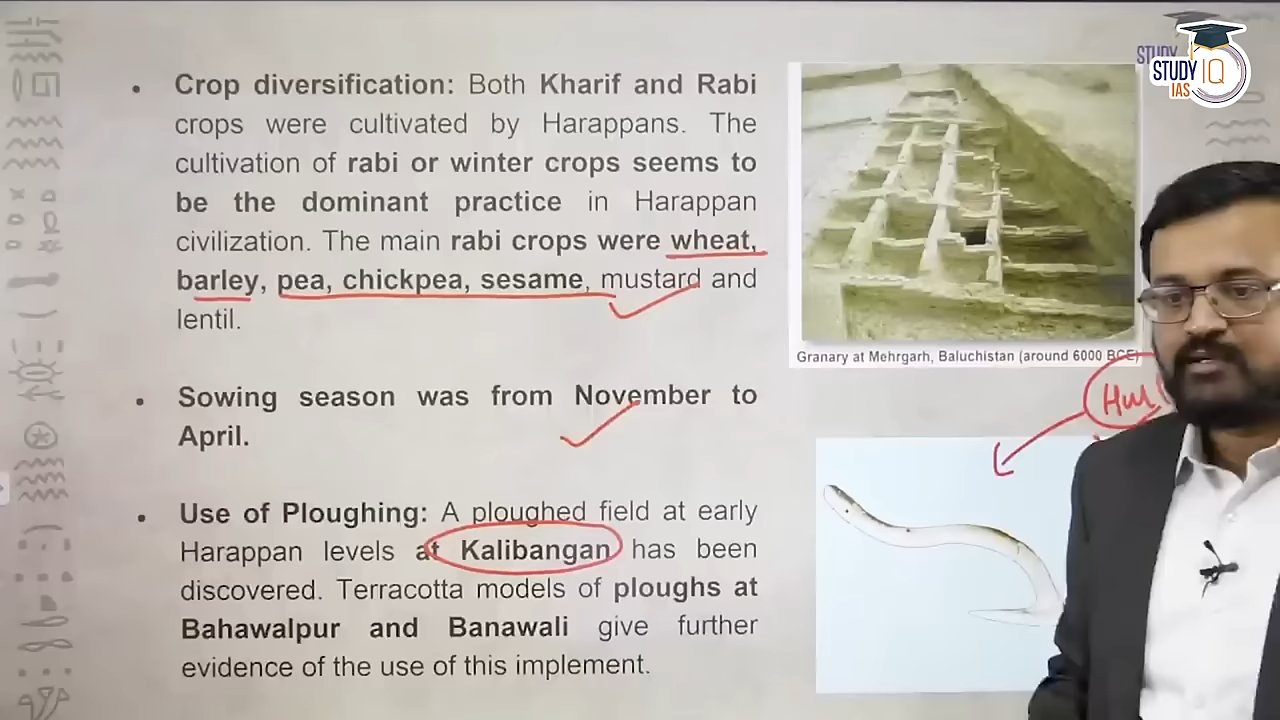 • Crop diversification: Both Kharif and Rabi
crops were cultivated by Harappans. The
cultivation of rabi or winter crops seems to
be the dominant practice in Harappan
civilization. The main rabi crops were wheat,
barley, pea, chickpea, sesame, mustard and
lentil.
• Sowing season was from November to
April.
• Use of Ploughing: A ploughed field at early
Harappan levels at Kalibangan has been
discovered. Terracotta models of ploughs at
Bahawalpur and Banawali give further
evidence of the use of this implement.
STUDY
STUDY IQ
IAS
Granary at Mehrgarh, Baluchistan (around 6000 BCE)